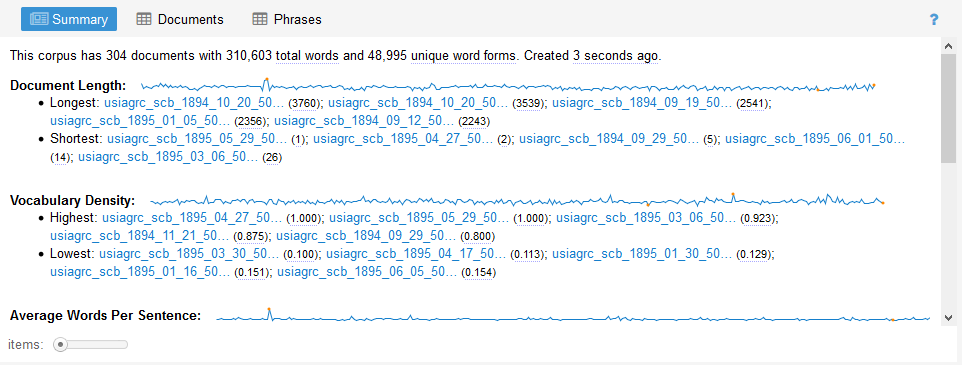 Summary Documents Phrases ?
This corpus has 304 documents with 310,603 total words and 48,995 unique word forms. Created 3 seconds ago.
Document Length:
• Longest: usiagrc_scb_1894_10_20_50… (3760); usiagrc_scb_1894_10_20_50… (3539); usiagrc_scb_1894_09_19_50… (2541);
usiagrc_scb_1895_01_05_50… (2356); usiagrc_scb_1894_09_12_50… (2243)
• Shortest: usiagrc_scb_1895_05_29_50… (1); usiagrc_scb_1895_04_27_50… (2); usiagrc_scb_1894_09_29_50… (5); usiagrc_scb_1895_06_01_50…
(14); usiagrc_scb_1895_03_06_50… (26)
Vocabulary Density:
• Highest: usiagrc_scb_1895_04_27_50… (1.000); usiagrc_scb_1895_05_29_50… (1.000); usiagrc_scb_1895_03_06_50… (0.923);
usiagrc_scb_1894_11_21_50… (0.875); usiagrc_scb_1894_09_29_50… (0.800)
• Lowest: usiagrc_scb_1895_03_30_50… (0.100); usiagrc_scb_1895_04_17_50… (0.113); usiagrc_scb_1895_01_30_50… (0.129);
usiagrc_scb_1895_01_16_50… (0.151); usiagrc_scb_1895_06_05_50… (0.154)
Average Words Per Sentence:
items: